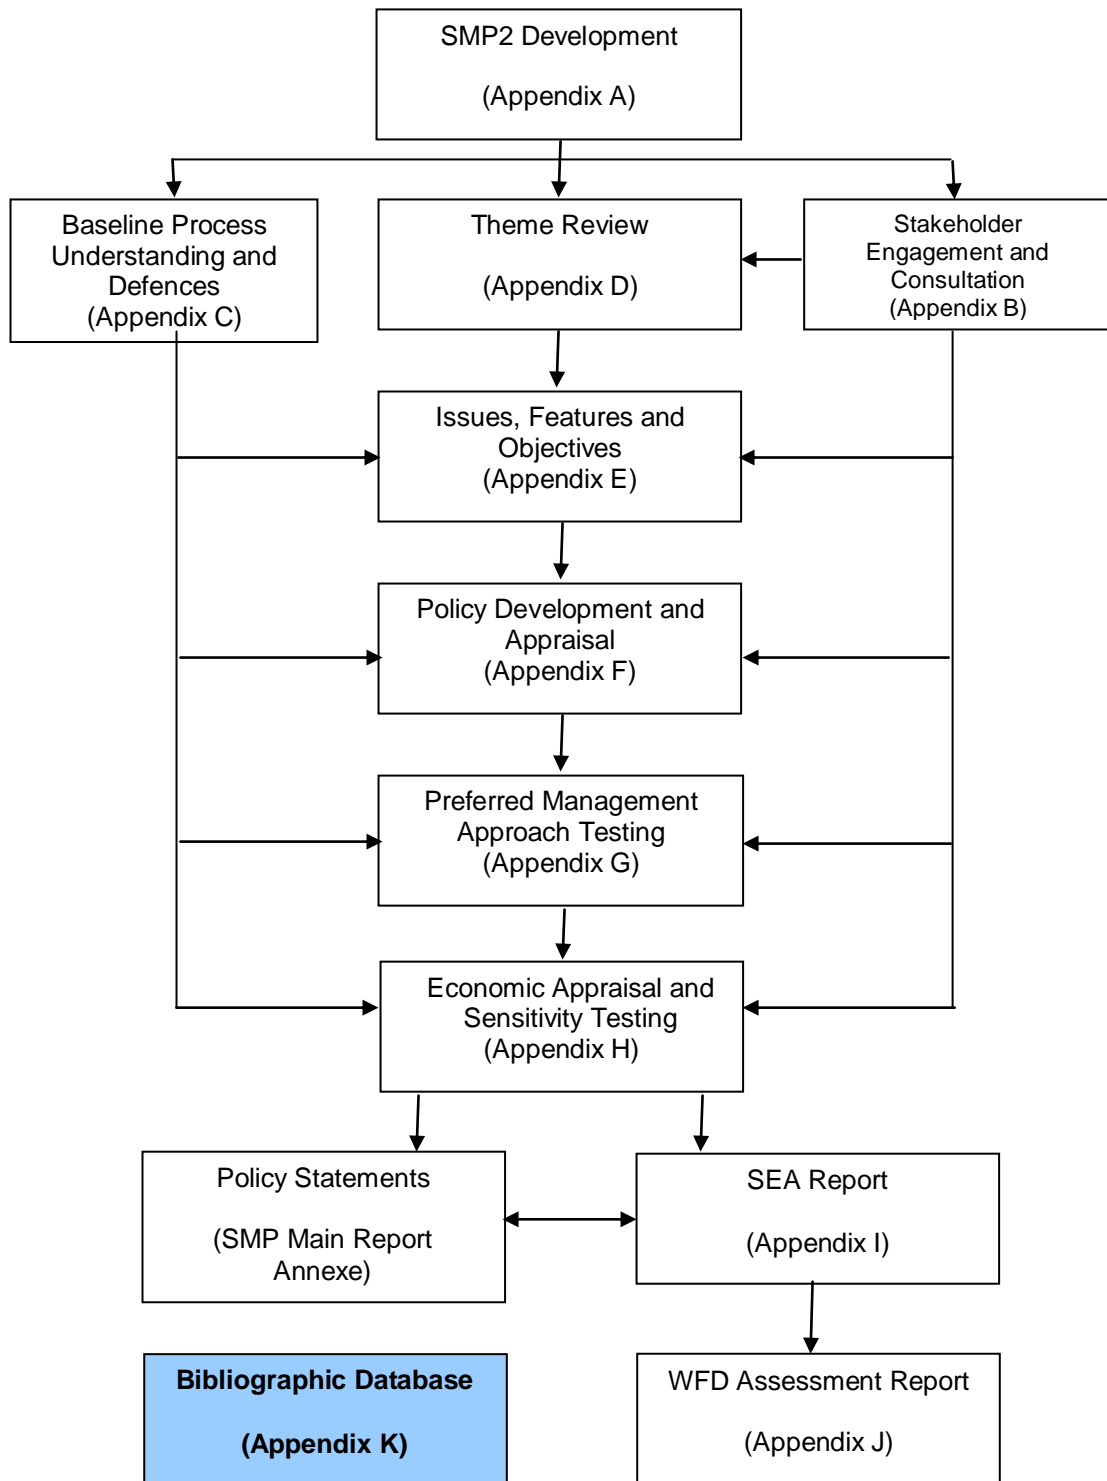 SMP2 Development
(Appendix A)
Baseline Process
Understanding and
Defences
(Appendix C)
Theme Review
(Appendix D)
Stakeholder
Engagement and
Consultation
(Appendix B)
Issues, Features and
Objectives
(Appendix E)
Policy Development and
Appraisal
(Appendix F)
Preferred Management
Approach Testing
(Appendix G)
Economic Appraisal and
Sensitivity Testing
(Appendix H)
Policy Statements
(SMP Main Report
Annexe)
SEA Report
(Appendix I)
Bibliographic Database
(Appendix K)
WFD Assessment Report
(Appendix J)